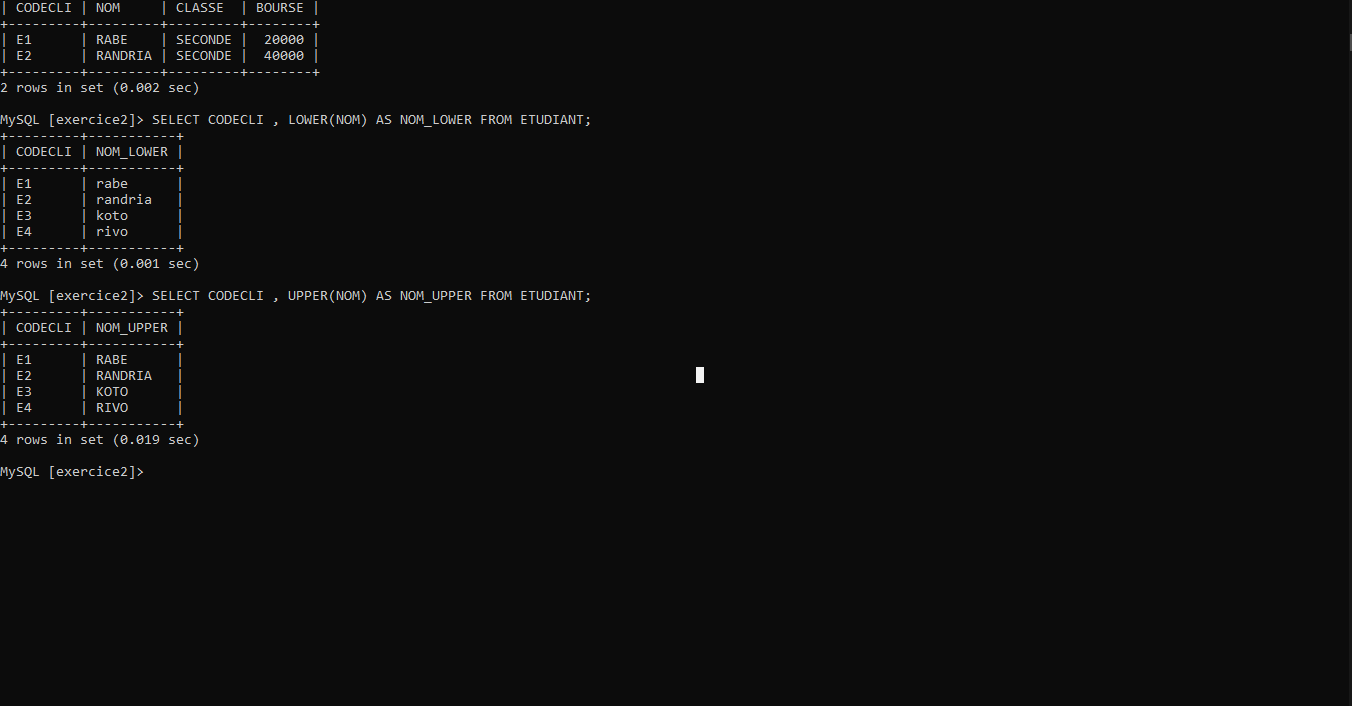 | CODECLI | NOM     | CLASSE  | BOURSE |
+---------+---------+---------+--------+
| E1      | RABE    | SECONDE |  20000 |
| E2      | RANDRIA | SECONDE |  40000 |
+---------+---------+---------+--------+
2 rows in set (0.002 sec)
MySQL [exercice2]> SELECT CODECLI , LOWER(NOM) AS NOM_LOWER FROM ETUDIANT;
+---------+-----------+
| CODECLI | NOM_LOWER |
+---------+-----------+
| E1      | rabe      |
| E2      | randria   |
| E3      | koto      |
| E4      | rivo      |
+---------+-----------+
4 rows in set (0.001 sec)
MySQL [exercice2]> SELECT CODECLI , UPPER(NOM) AS NOM_UPPER FROM ETUDIANT;
+---------+-----------+
| CODECLI | NOM_UPPER |
+---------+-----------+
| E1      | RABE      |
| E2      | RANDRIA   |
| E3      | KOTO      |
| E4      | RIVO      |
+---------+-----------+
4 rows in set (0.019 sec)
MySQL [exercice2]>